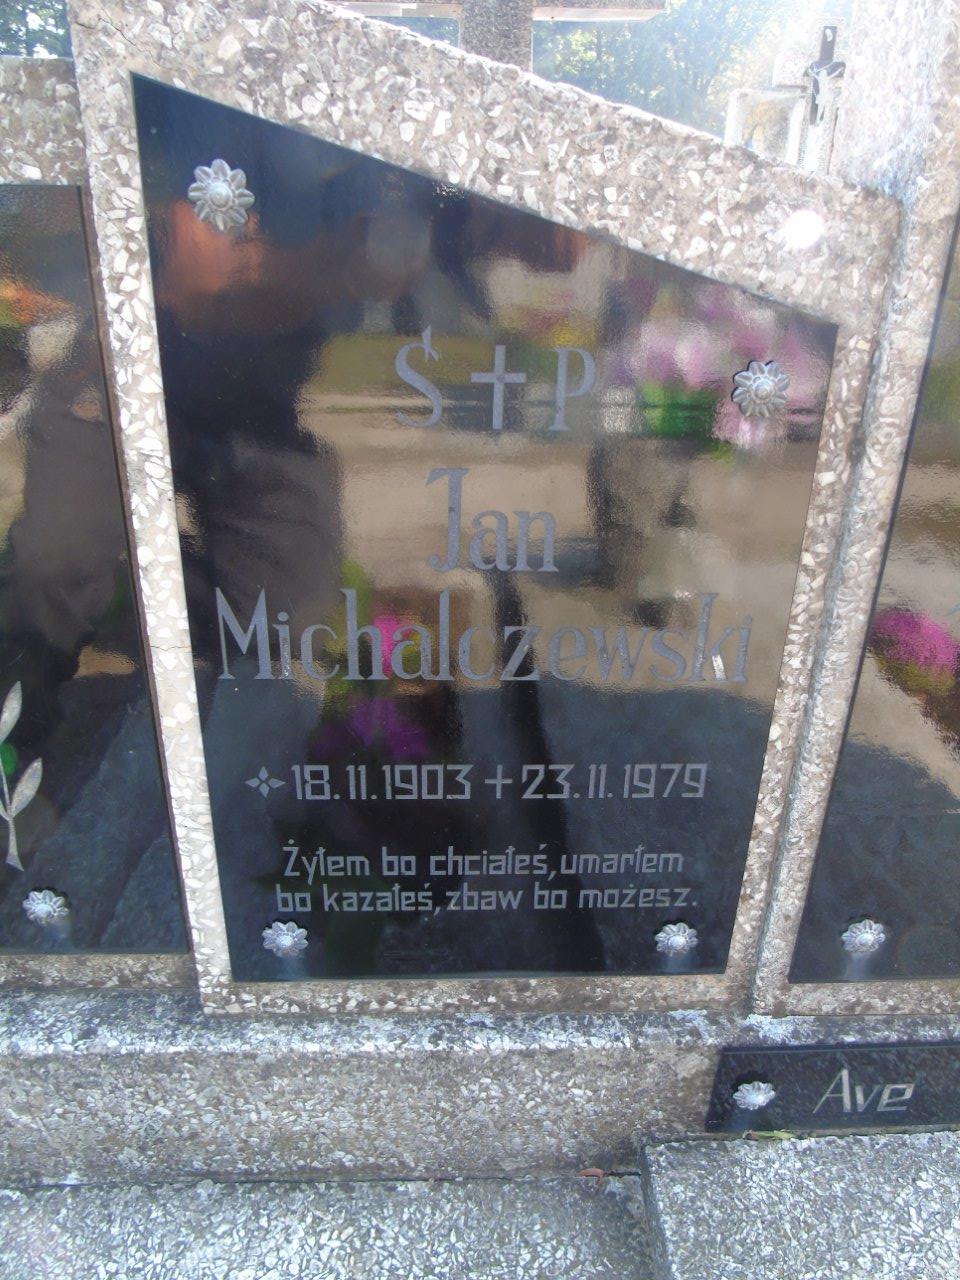 Ś + P
Jan
Michalczewski
18.11.1903 + 23.11.1979
Żyłem bo chciałeś, umarłem
bo kazałeś, zbaw bo możesz.
Ave